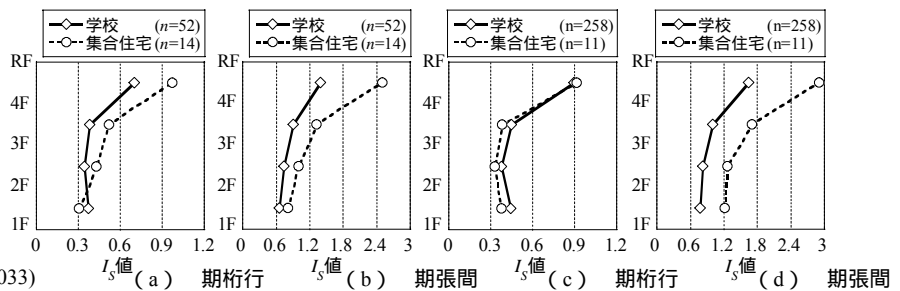 学校 (n=52)
集合住宅 (n=14)
学校 (n=52)
集合住宅 (n=14)
学校 (n=258)
集合住宅 (n=11)
学校 (n=258)
集合住宅 (n=11)
RF
4F
3F
2F
1F
0 0.3 0.6 0.9 1.2
RF
4F
3F
2F
1F
0 0.6 1.2 1.8 2.4 3
RF
4F
3F
2F
1F
0 0.3 0.6 0.9 1.2
RF
4F
3F
2F
1F
0 0.6 1.2 1.8 2.4 3
033) IS値 (a) 期桁行 IS値 (b) 期張間 IS値 (c) 期桁行 IS値 (d) 期張間